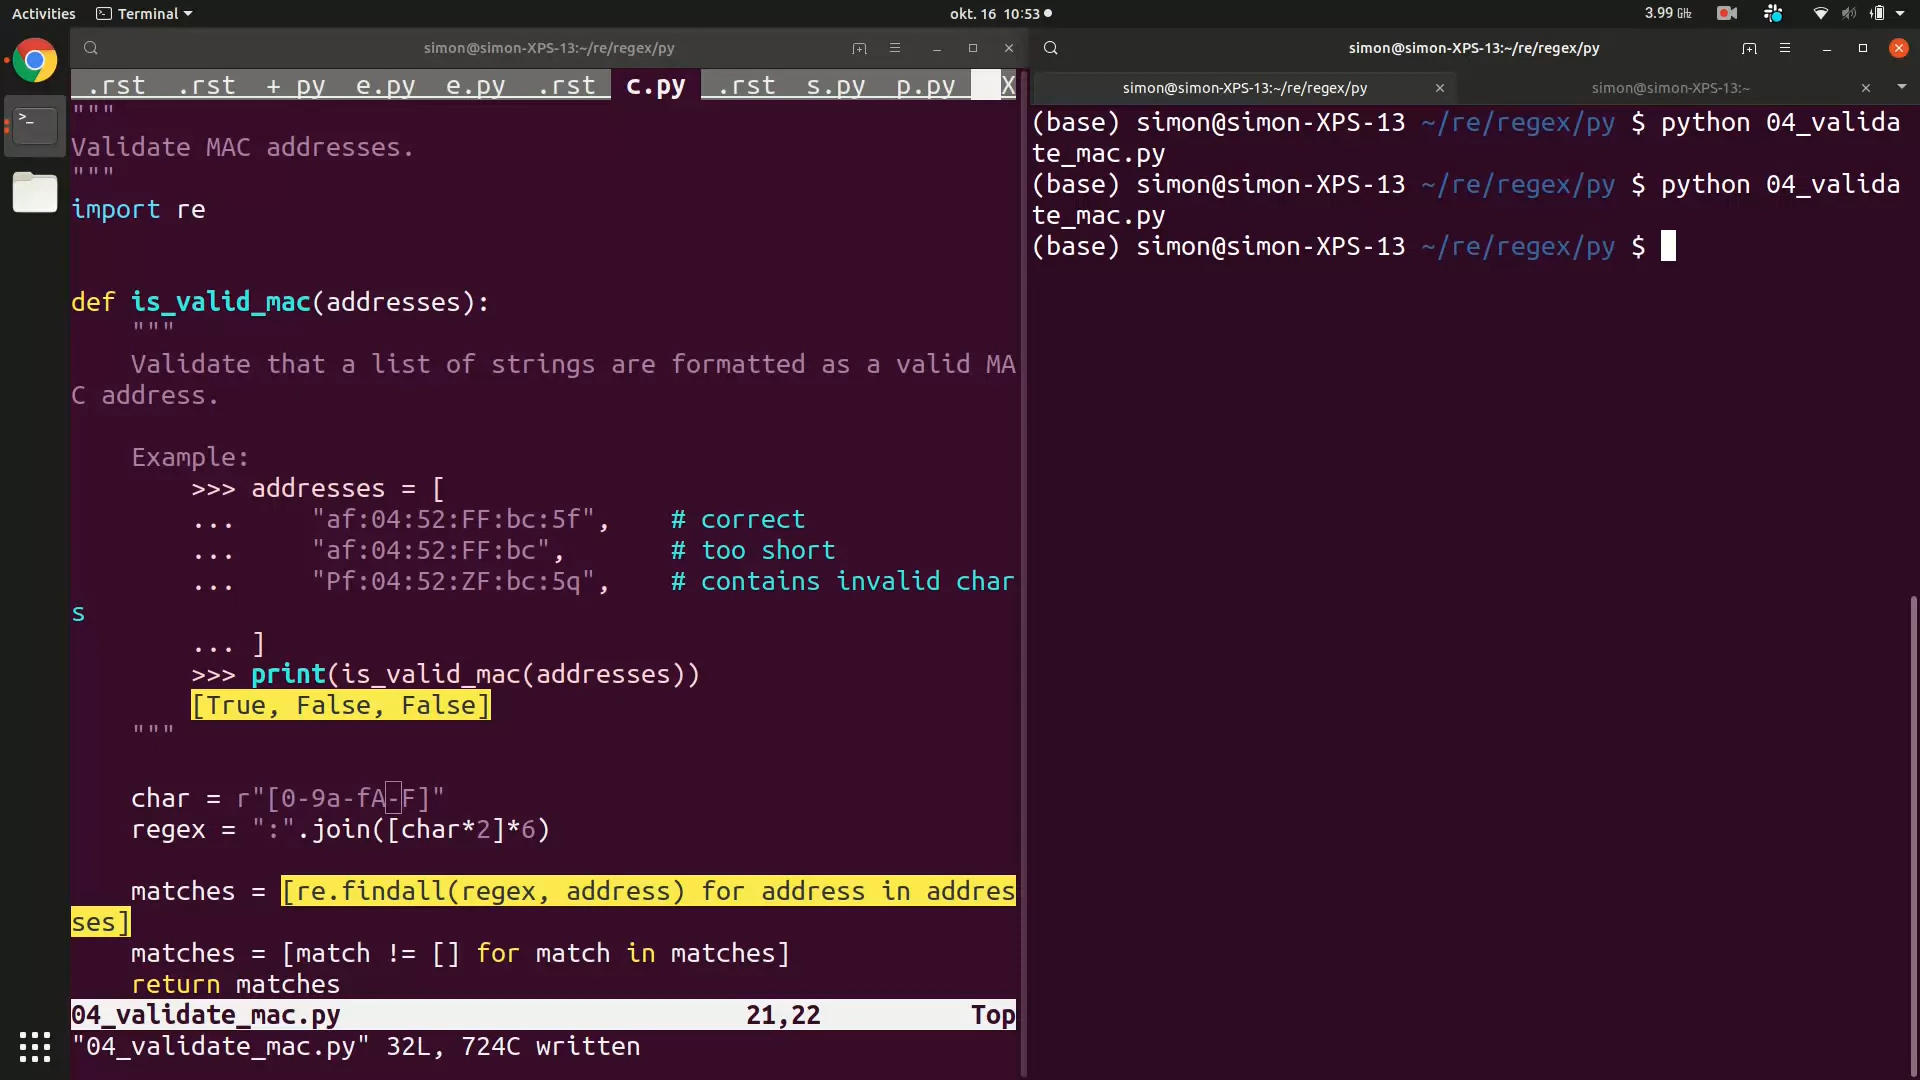 Activities Terminal okt. 16 10:53 3.99 GHz
simon@simon-XPS-13:~/re/regex/py
.rst .rst + py e.py e.py .rst c.py .rst s.py p.py X
"""
Validate MAC addresses.
"""
import re
def is_valid_mac(addresses):
"""
Validate that a list of strings are formatted as a valid MA
C address.
Example:
>>> addresses = [
... "af:04:52:FF:bc:5f", # correct
... "af:04:52:FF:bc", # too short
... "Pf:04:52:ZF:bc:5q", # contains invalid char
s
... ]
>>> print(is_valid_mac(addresses))
[True, False, False]
"""
char = r"[0-9a-fA-F]"
regex = ":".join([char*2]*6)
matches = [re.findall(regex, address) for address in addres
ses]
matches = [match != [] for match in matches]
return matches
04_validate_mac.py 21,22 Top
"04_validate_mac.py" 32L, 724C written
simon@simon-XPS-13:~/re/regex/py
simon@simon-XPS-13:~/re/regex/py simon@simon-XPS-13:~
(base) simon@simon-XPS-13 ~/re/regex/py $ python 04_valida
te_mac.py
(base) simon@simon-XPS-13 ~/re/regex/py $ python 04_valida
te_mac.py
(base) simon@simon-XPS-13 ~/re/regex/py $